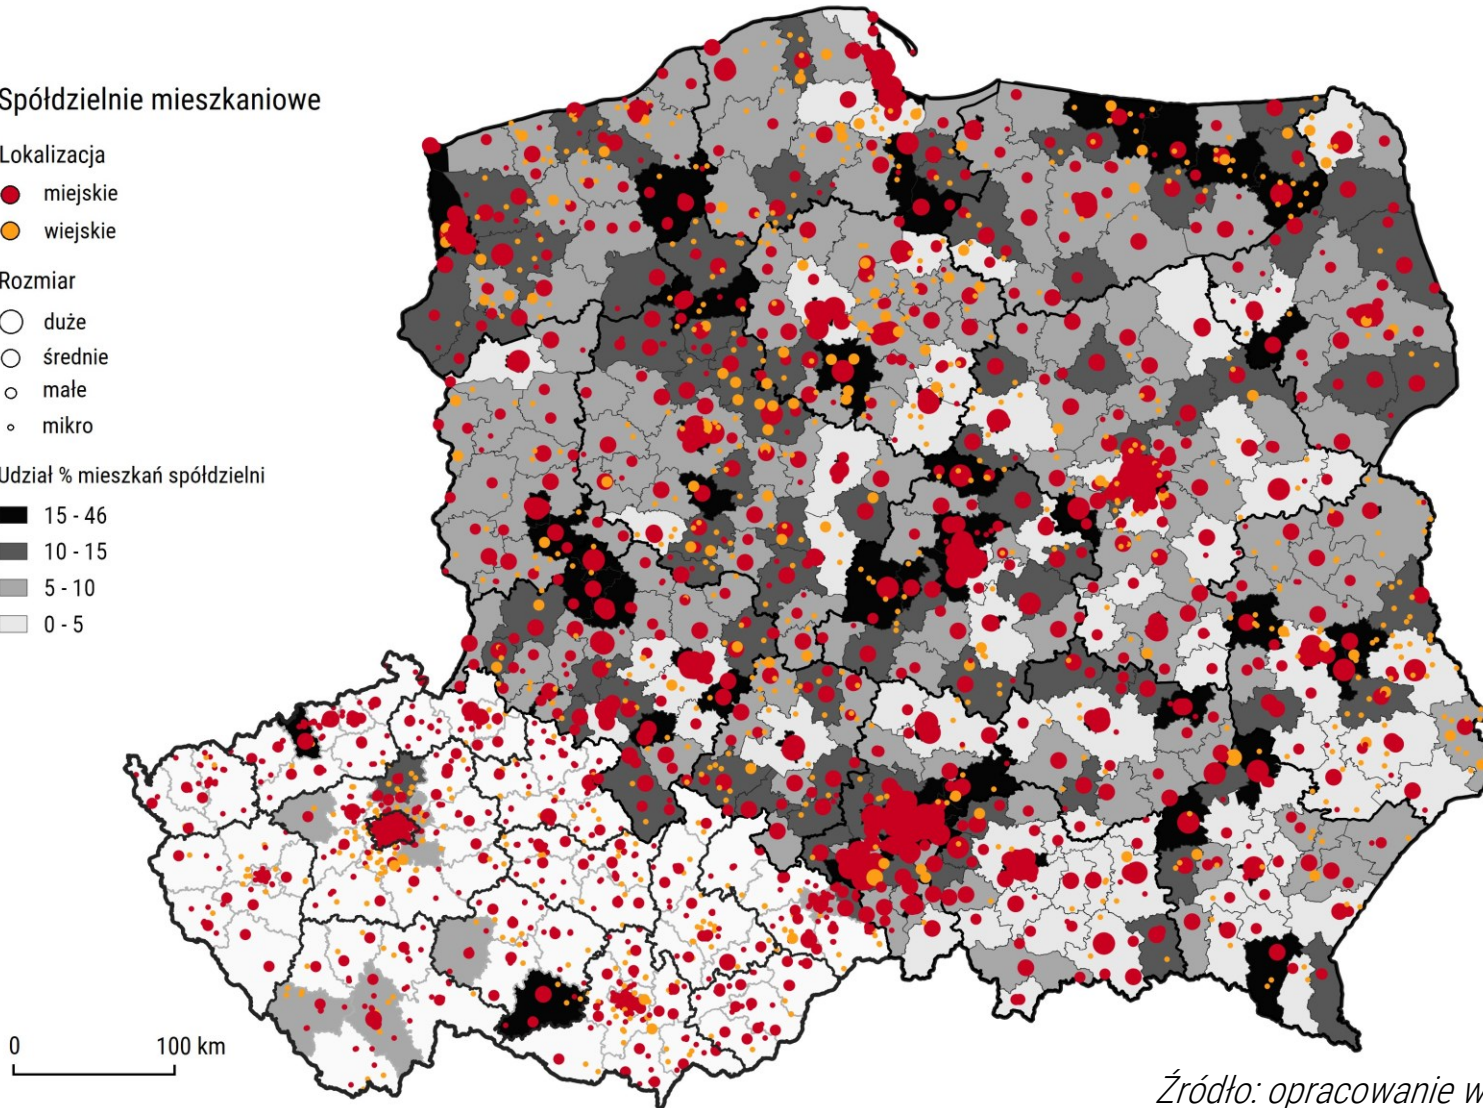 Spółdzielnie mieszkaniowe
Lokalizacja
miejskie
wiejskie
Rozmiar
duże
średnie
małe
mikro
Udział % mieszkań spółdzielni
15 - 46
10 - 15
5 - 10
0 - 5
0 100 km
Źródło: opracowanie w